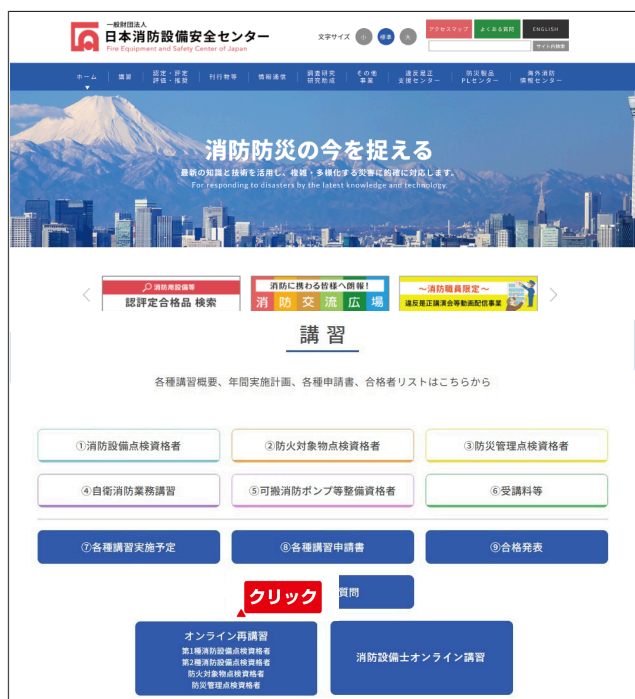 一般財団法人
日本消防設備安全センター
Fire Equipment and Safety Center of Japan
文字サイズ 小 標準 大
アクセスマップ よくある質問 ENGLISH
サイト内検索
ホーム 講習 認定・評定 評価・推奨 刊行物等 情報通信 調査研究 研究助成 その他 事業 違反是正 支援センター 防災製品 PLセンター 海外消防 情報センター
消防防災の今を捉える
最新の知識と技術を活用し、複雑・多様化する災害に的確に対応します。
For responding to disasters by the latest knowledge and technology.
消防用設備等
認評定合格品 検索
消防に携わる皆様へ朗報!
消防交流広場
～消防職員限定～
違反是正講演会等動画配信事業
講習
各種講習概要、年間実施計画、各種申請書、合格者リストはこちらから
①消防設備点検資格者 ②防火対象物点検資格者 ③防災管理点検資格者
④自衛消防業務講習 ⑤可搬消防ポンプ等整備資格者 ⑥受講料等
⑦各種講習実施予定 ⑧各種講習申請書 ⑨合格発表
クリック
質問
オンライン再講習
第1種消防設備点検資格者
第2種消防設備点検資格者
防火対象物点検資格者
防災管理点検資格者
消防設備士オンライン講習